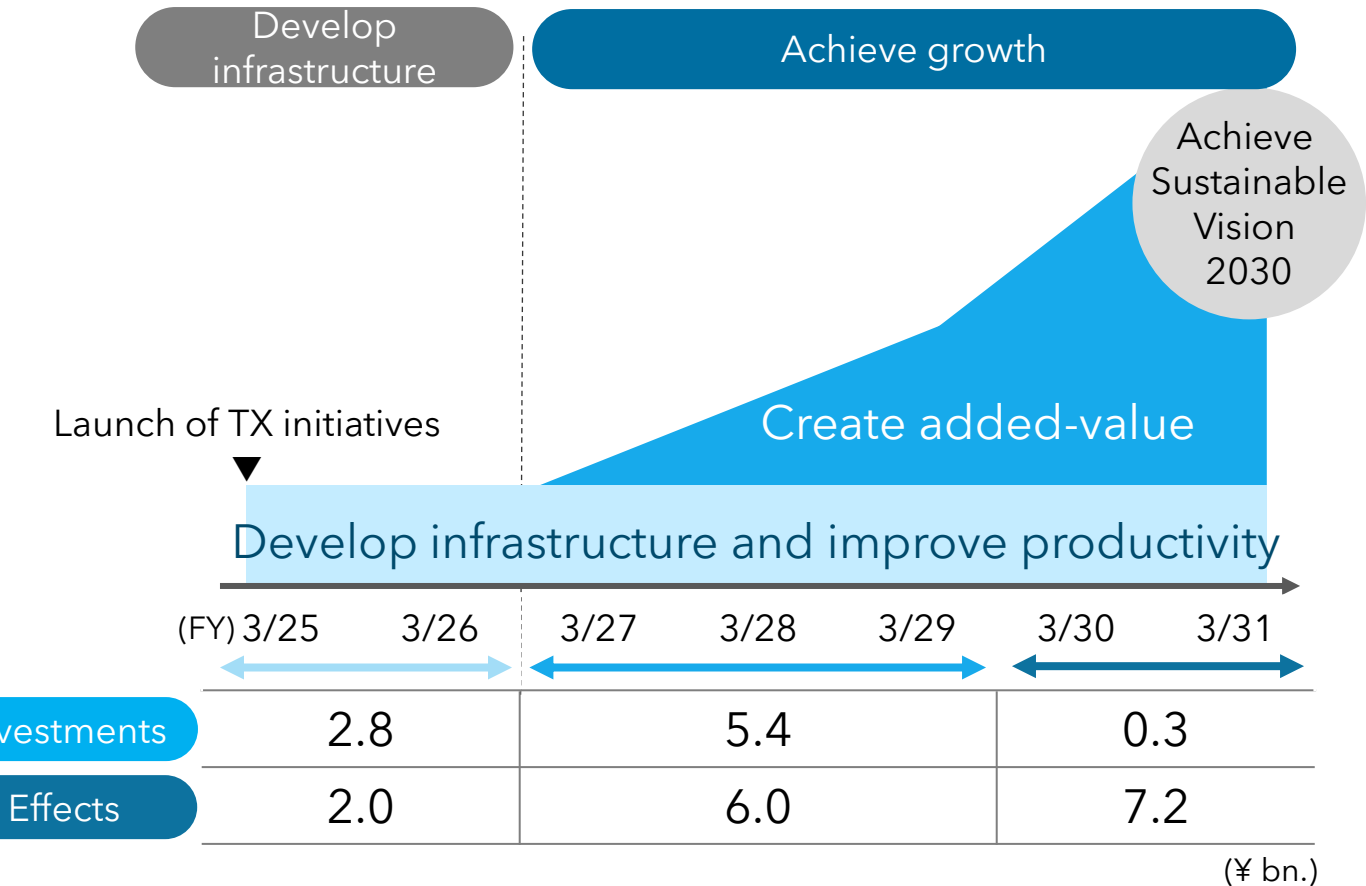 Develop
infrastructure
Achieve growth
Achieve
Sustainable
Vision
2030
Launch of TX initiatives
Create added-value
Develop infrastructure and improve productivity
(FY) 3/25 3/26 3/27 3/28 3/29 3/30 3/31
vestments 2.8 5.4 0.3
Effects 2.0 6.0 7.2
(¥ bn.)